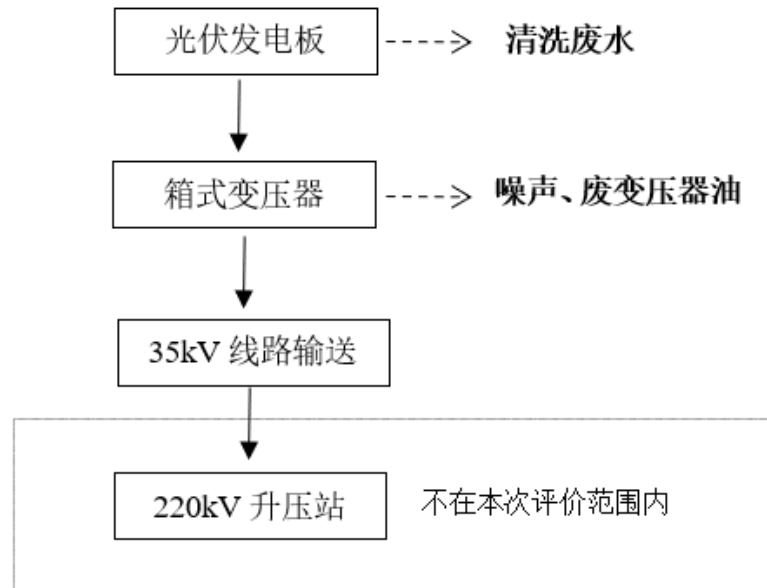 光伏发电板
清洗废水
箱式变压器
噪声、废变压器油
35kV 线路输送
220kV 升压站
不在本次评价范围内